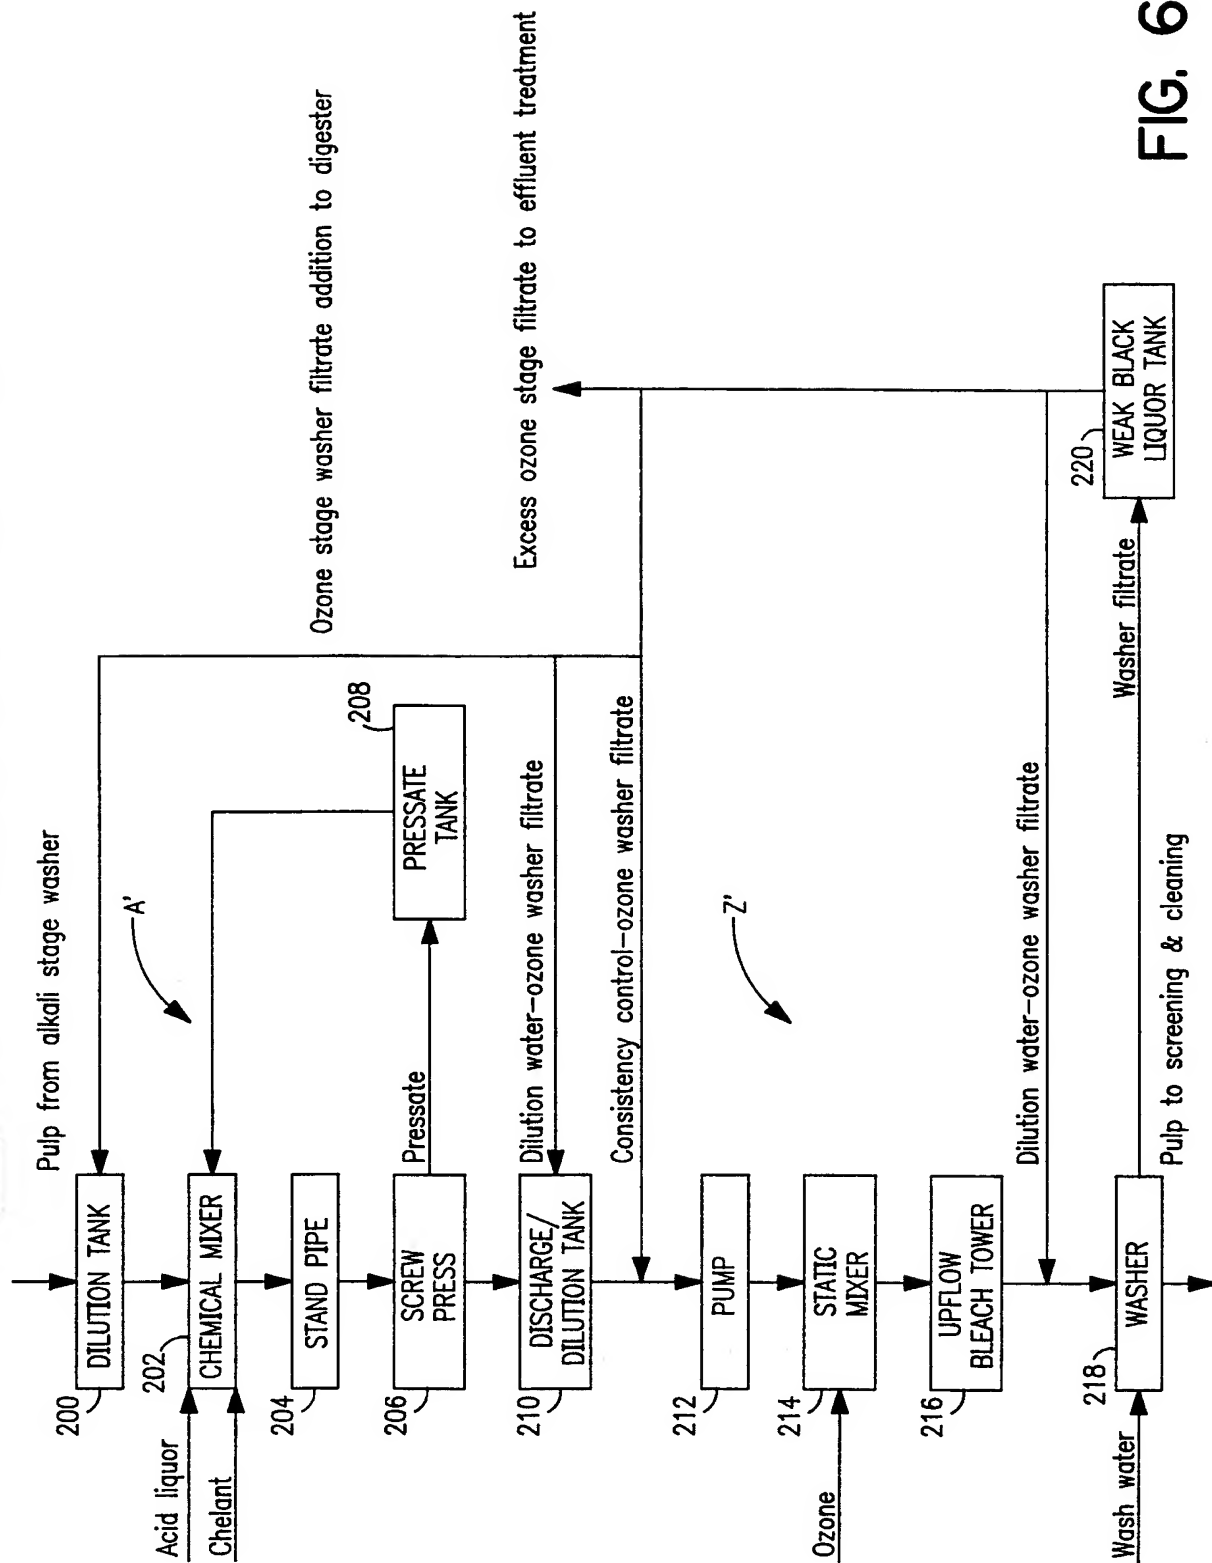 Pulp from alkali stage washer
200
DILUTION TANK
Acid liquor
Chelant
202
CHEMICAL MIXER
A'
204
STAND PIPE
206
SCREW
PRESS
Pressate
208
PRESSATE
TANK
Ozone stage washer filtrate addition to digester
210
DISCHARGE/
DILUTION TANK
Dilution water-ozone washer filtrate
Excess ozone stage filtrate to effluent treatment
Consistency control-ozone washer filtrate
212
PUMP
Z'
Ozone
214
STATIC
MIXER
216
UPFLOW
BLEACH TOWER
Dilution water-ozone washer filtrate
Wash water
218
WASHER
Washer filtrate
220
WEAK BLACK
LIQUOR TANK
Pulp to screening & cleaning
FIG. 6